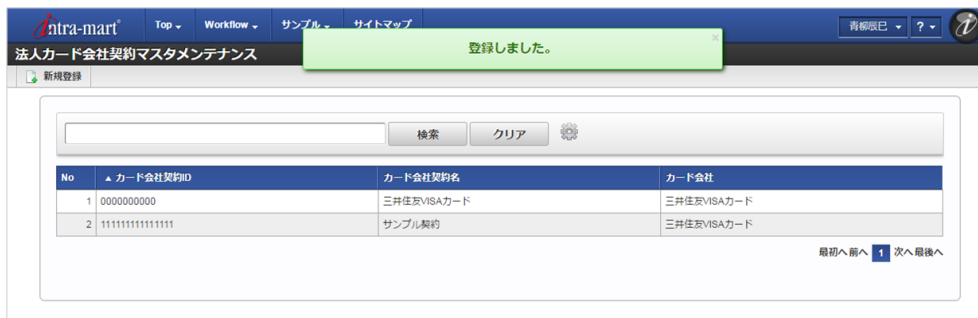 intra-mart® Top Workflow サンプル サイトマップ 青柳辰巳 ?
登録しました。 ×
法人カード会社契約マスタメンテナンス
新規登録
検索 クリア
No ▲ カード会社契約ID カード会社契約名 カード会社
1 0000000000 三井住友VISAカード 三井住友VISAカード
2 111111111111111 サンプル契約 三井住友VISAカード
最初へ 前へ 1 次へ 最後へ